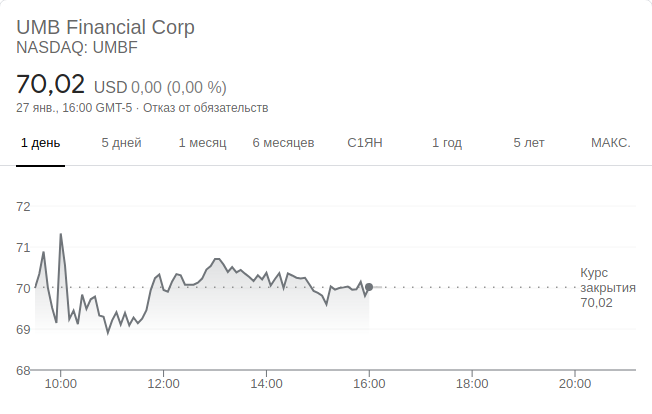 UMB Financial Corp
NASDAQ: UMBF
70,02 USD 0,00 (0,00 %)
27 янв., 16:00 GMT-5 · Отказ от обязательств
1 день 5 дней 1 месяц 6 месяцев С1ЯН 1 год 5 лет МАКС.
72
71
70
69
68
Курс
закрытия
70,02
10:00 12:00 14:00 16:00 18:00 20:00